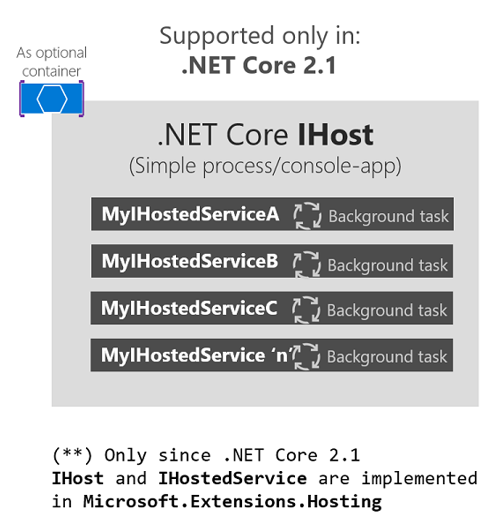 Supported only in:
.NET Core 2.1
As optional
container
.NET Core IHost
(Simple process/console-app)
MyIHostedServiceA Background task
MyIHostedServiceB Background task
MyIHostedServiceC Background task
MyIHostedService ‘n’ Background task
(**) Only since .NET Core 2.1
IHost and IHostedService are implemented
in Microsoft.Extensions.Hosting